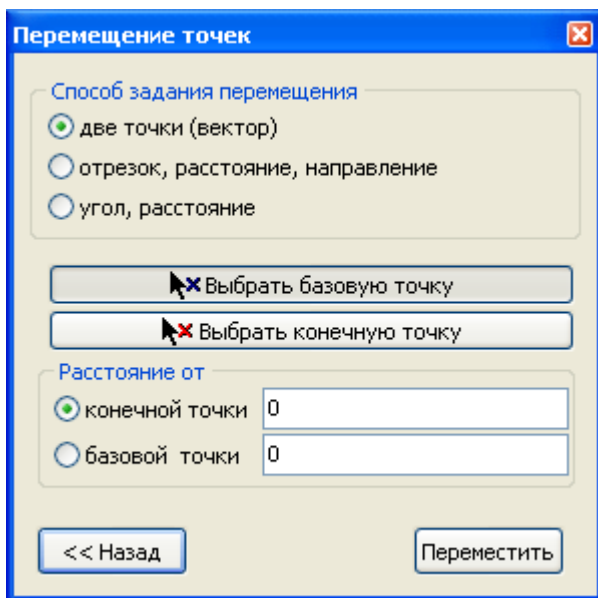 Перемещение точек
Способ задания перемещения
две точки (вектор)
отрезок, расстояние, направление
угол, расстояние
Выбрать базовую точку
Выбрать конечную точку
Расстояние от
конечной точки 0
базовой точки 0
<< Назад Переместить